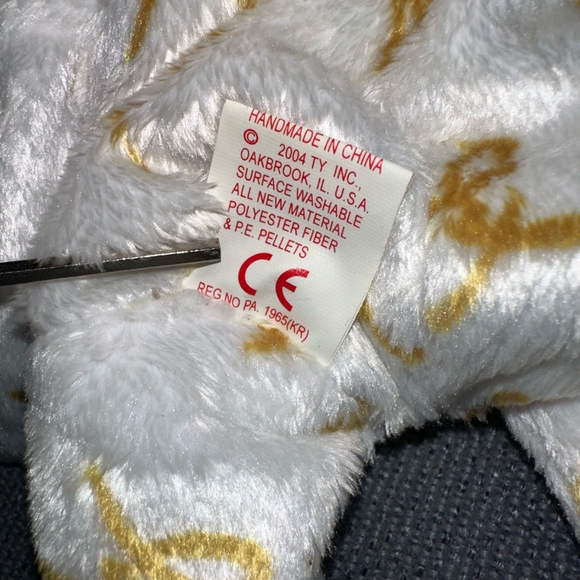 HANDMADE IN CHINA
© 2004 TY INC.,
OAKBROOK, IL. U.S.A.
SURFACE WASHABLE
ALL NEW MATERIAL
POLYESTER FIBER
& P.E. PELLETS
CE
REG NO PA. 1965(KR)